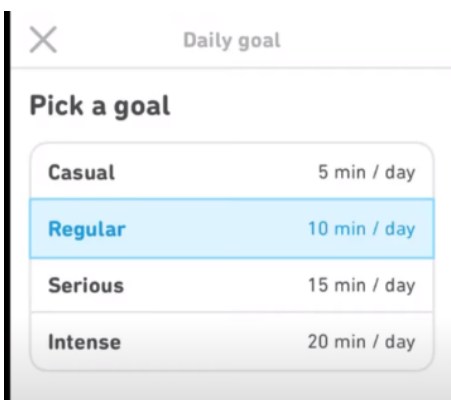 Daily goal
Pick a goal
Casual 5 min / day
Regular 10 min / day
Serious 15 min / day
Intense 20 min / day